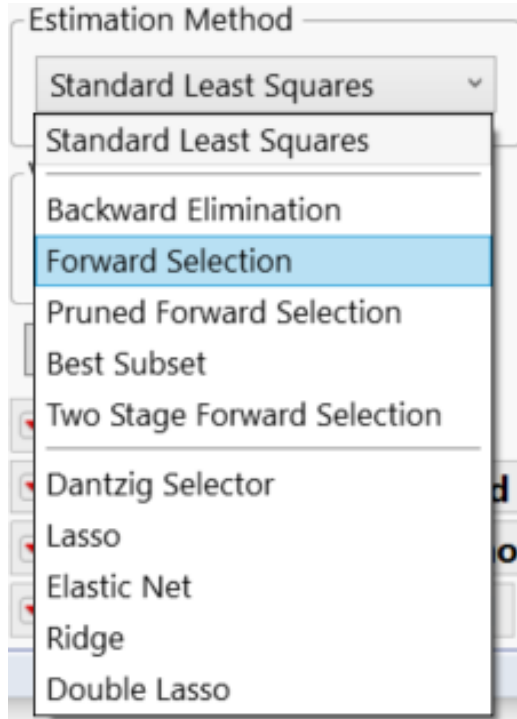 Estimation Method
Standard Least Squares
Standard Least Squares
Backward Elimination
Forward Selection
Pruned Forward Selection
Best Subset
Two Stage Forward Selection
Dantzig Selector
d
Lasso
Elastic Net
Ridge
Double Lasso